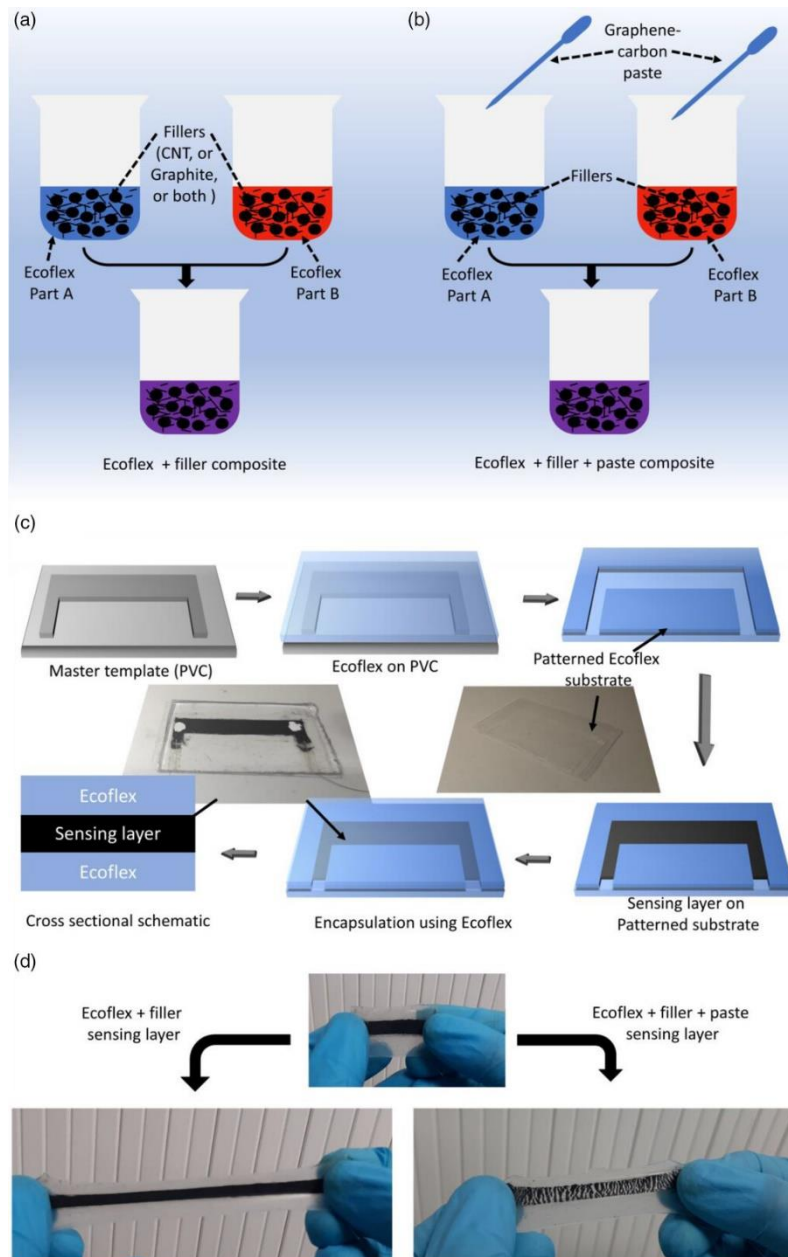 (a)
Fillers
(CNT, or
Graphite,
or both )
Ecoflex
Part A
Ecoflex
Part B
Ecoflex + filler composite
(b)
Graphene-
carbon
paste
Fillers
Ecoflex
Part A
Ecoflex
Part B
Ecoflex + filler + paste composite
(c)
Master template (PVC)
Ecoflex on PVC
Patterned Ecoflex
substrate
Ecoflex
Sensing layer
Ecoflex
Cross sectional schematic
Encapsulation using Ecoflex
Sensing layer on
Patterned substrate
(d)
Ecoflex + filler
sensing layer
Ecoflex + filler + paste
sensing layer